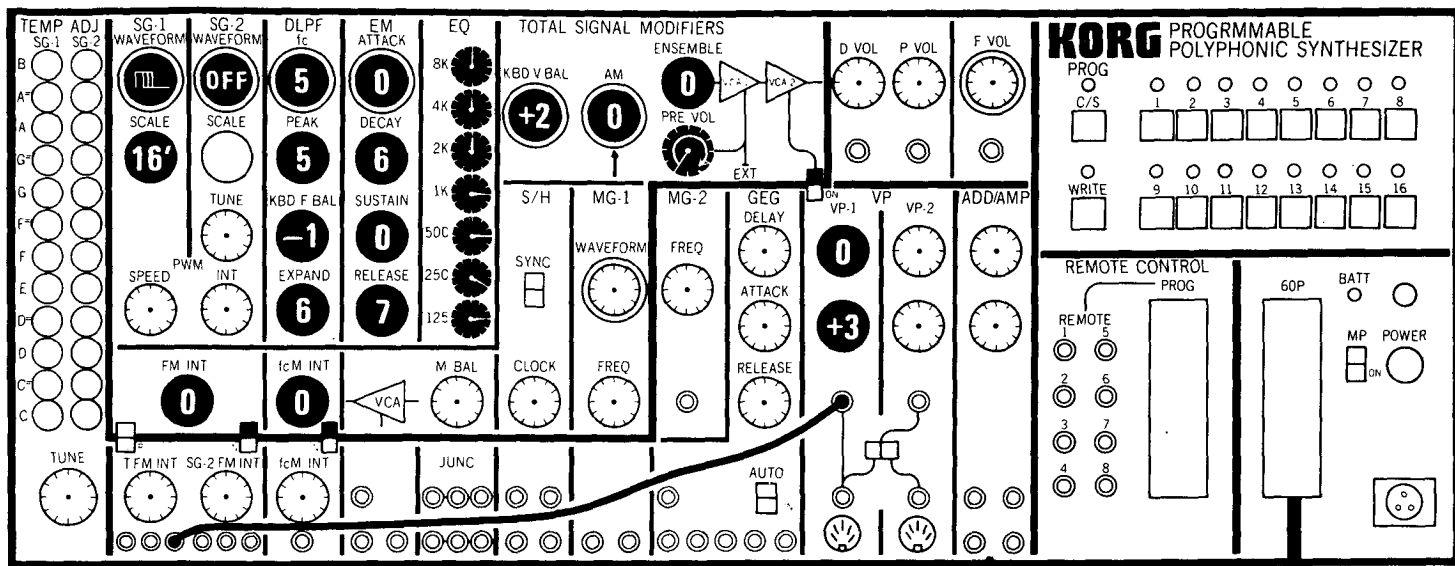 TEMP ADJ
SG-1 SG-2
B
A#
A
G#
G
F#
F
E
D#
D
C#
C
TUNE
SG-1
WAVEFORM
SCALE
16'
SG-2
WAVEFORM
OFF
SCALE
TUNE
PWM
SPEED
INT
FM INT
0
T FM INT
SG-2 FM INT
DLPF
fc
5
PEAK
5
KBD F BAL
-1
EXPAND
6
fcM INT
0
fcM INT
EM
ATTACK
0
DECAY
6
SUSTAIN
0
RELEASE
7
VCA
M BAL
EQ
8K
4K
2K
1K
500
250
125
JUNC
TOTAL SIGNAL MODIFIERS
KBD V BAL
+2
AM
0
ENSEMBLE
0
PRE VOL
VCA 2
EXT
ON
S/H
SYNC
CLOCK
MG-1
WAVEFORM
FREQ
MG-2
FREQ
GEG
DELAY
ATTACK
RELEASE
AUTO
D VOL
P VOL
F VOL
VP
VP-1
VP-2
0
+3
ADD/AMP
KORG PROGRMMABLE
POLYPHONIC SYNTHESIZER
PROG
C/S
1 2 3 4 5 6 7 8
WRITE
9 10 11 12 13 14 15 16
REMOTE CONTROL
PROG
REMOTE
1 5
2 6
3 7
4 8
60P
BATT
MP
ON
POWER